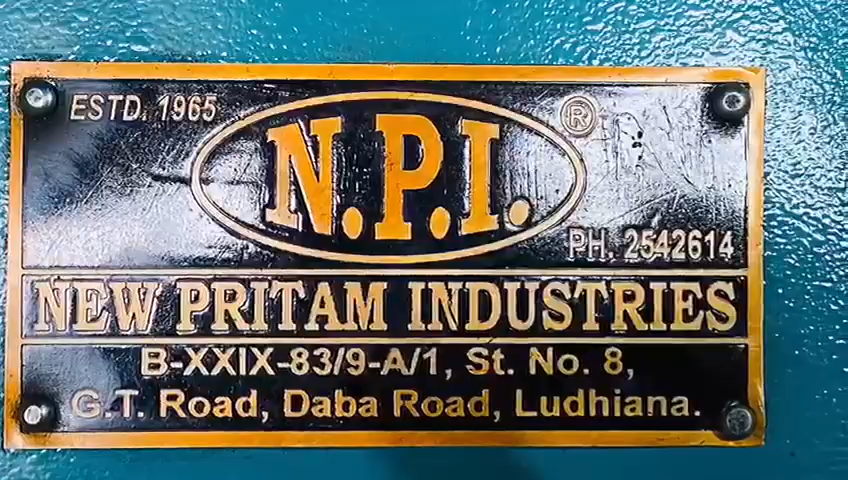 ESTD. 1965
N.P.I. ®
PH. 2542614
NEW PRITAM INDUSTRIES
B-XXIX-83/9-A/1, St. No. 8,
G.T. Road, Daba Road, Ludhiana.